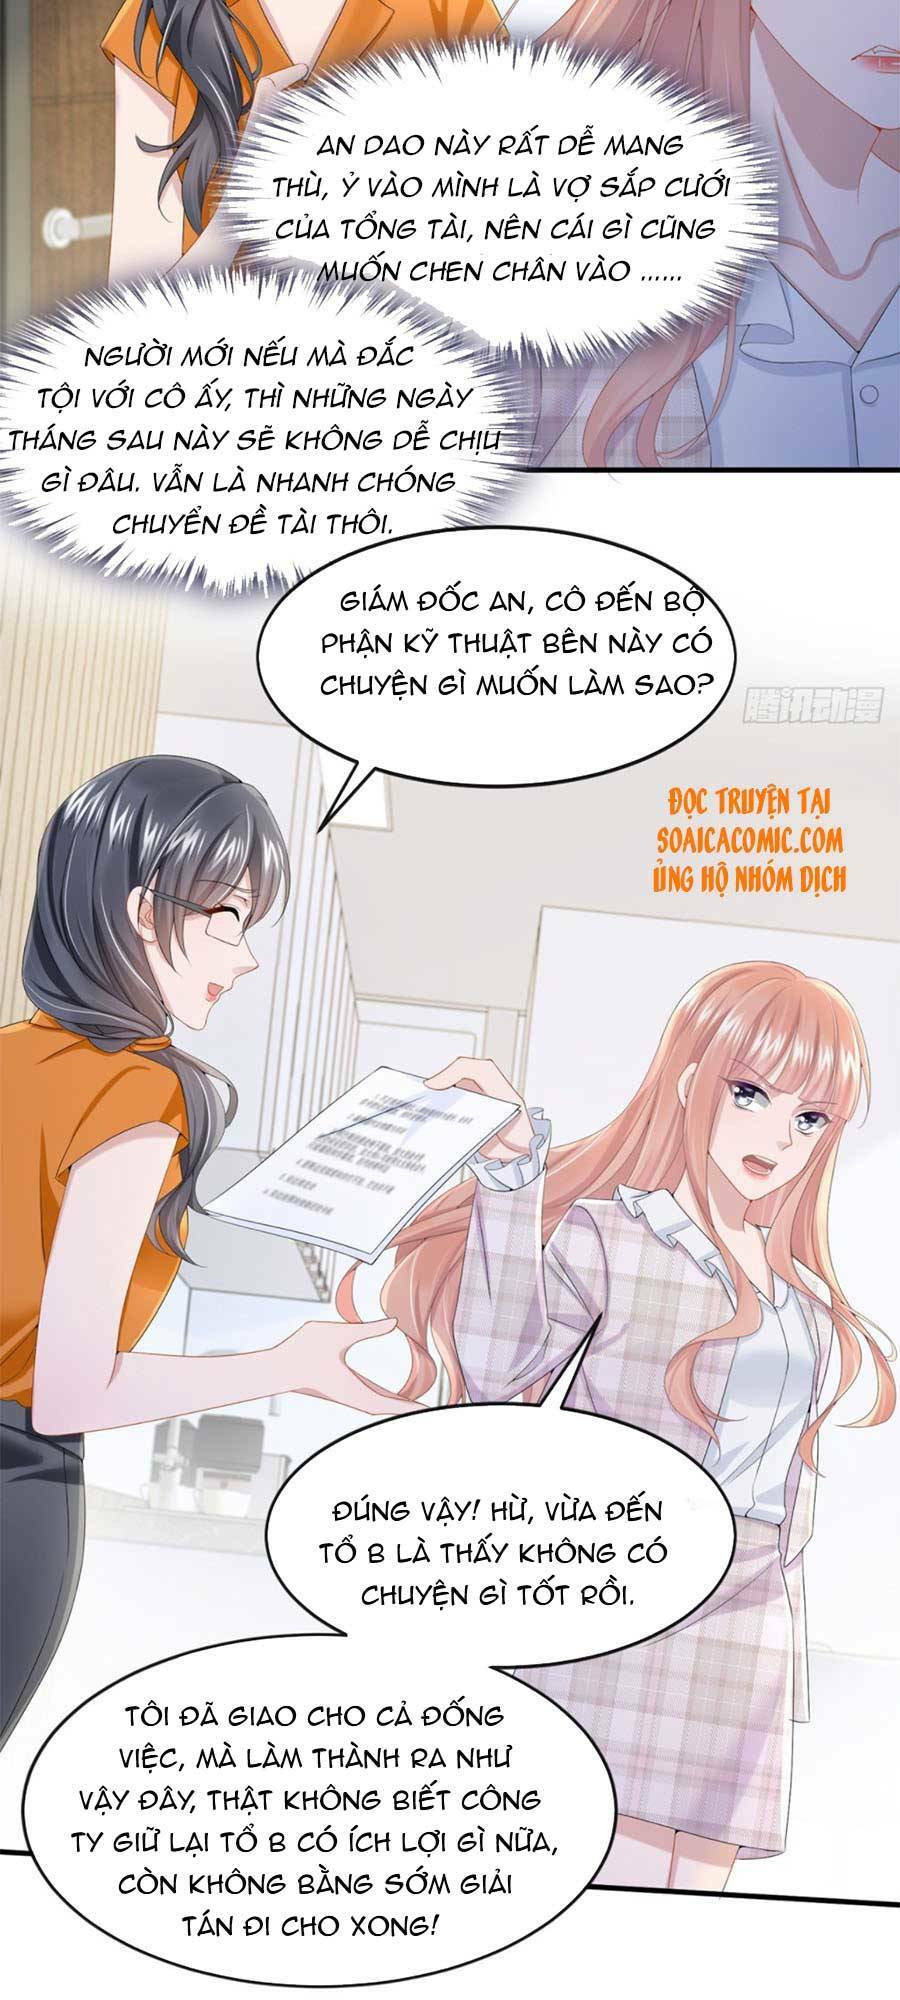 AN DAO NÀY RẤT DỄ MANG
THÙ, Ỷ VÀO MÌNH LÀ VỢ SẮP CƯỚI
CỦA TỔNG TÀI, NÊN CÁI GÌ CŨNG
MUỐN CHEN CHÂN VÀO ......
NGƯỜI MỚI NẾU MÀ ĐẮC
TỘI VỚI CÔ ẤY, THÌ NHỮNG NGÀY
THÁNG SAU NÀY SẼ KHÔNG DỄ CHỊU
GÌ ĐÂU. VẪN LÀ NHANH CHÓNG
CHUYỂN ĐỀ TÀI THÔI.
GIÁM ĐỐC AN, CÔ ĐẾN BỘ
PHẬN KỸ THUẬT BÊN NÀY CÓ
CHUYỆN GÌ MUỐN LÀM SAO?
腾讯动漫
ĐỌC TRUYỆN TẠI
SOAICACOMIC.COM
ỦNG HỘ NHÓM DỊCH
ĐÚNG VẬY! HỪ, VỪA ĐẾN
TỔ B LÀ THẤY KHÔNG CÓ
CHUYỆN GÌ TỐT RỒI.
TÔI ĐÃ GIAO CHO CẢ ĐỐNG
VIỆC, MÀ LÀM THÀNH RA NHƯ
VẬY ĐÂY, THẬT KHÔNG BIẾT CÔNG
TY GIỮ LẠI TỔ B CÓ ÍCH LỢI GÌ NỮA,
CÒN KHÔNG BẰNG SỚM GIẢI
TÁN ĐI CHO XONG!